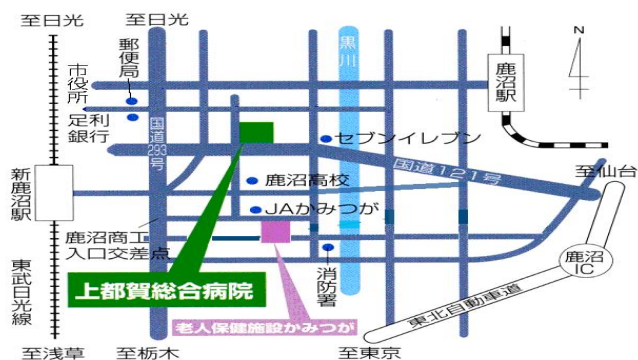 至日光
至日光
郵便局
市役所
足利
銀行
国道293号
黒川
N
鹿沼駅
セブンイレブン
国道121号
至仙台
新鹿沼駅
鹿沼高校
JAかみつが
鹿沼商工
入口交差点
消防署
鹿沼
IC
上都賀総合病院
老人保健施設かみつが
東武日光線
東北自動車道
至浅草
至栃木
至東京